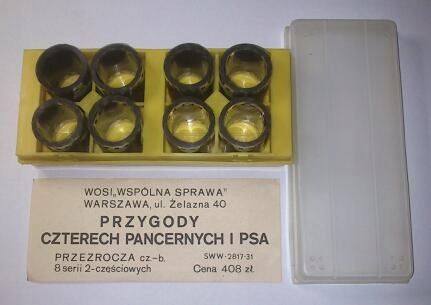 WOSI „WSPÓLNA SPRAWA"
WARSZAWA, ul. Żelazna 40
PRZYGODY
CZTERECH PANCERNYCH I PSA
PRZEZROCZA cz.-b. SWW-2817-31
8 serii 2-częściowych Cena 408 zł.